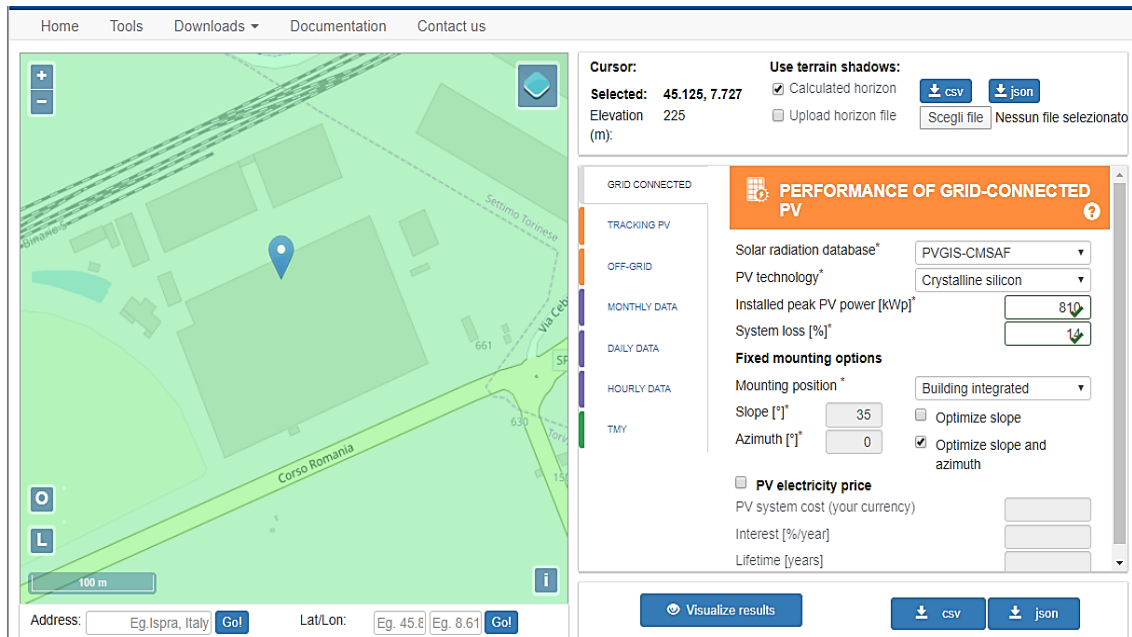 Home Tools Downloads Documentation Contact us
+
−
Settimo Torinese
Binario 5
Via Cebi
661
SP
630
Torin
Corso Romania
O
L
100 m
i
Address: Eg.Ispra, Italy Go! Lat/Lon: Eg. 45.8 Eg. 8.61 Go!
Cursor: Use terrain shadows:
Selected: 45.125, 7.727 Calculated horizon csv json
Elevation (m): 225 Upload horizon file Scegli file Nessun file selezionato
GRID CONNECTED
TRACKING PV
OFF-GRID
MONTHLY DATA
DAILY DATA
HOURLY DATA
TMY
PERFORMANCE OF GRID-CONNECTED
PV ?
Solar radiation database* PVGIS-CMSAF
PV technology* Crystalline silicon
Installed peak PV power [kWp]* 810
System loss [%]* 14
Fixed mounting options
Mounting position * Building integrated
Slope [°]* 35 Optimize slope
Azimuth [°]* 0 Optimize slope and
azimuth
PV electricity price
PV system cost (your currency)
Interest [%/year]
Lifetime [years]
Visualize results csv json